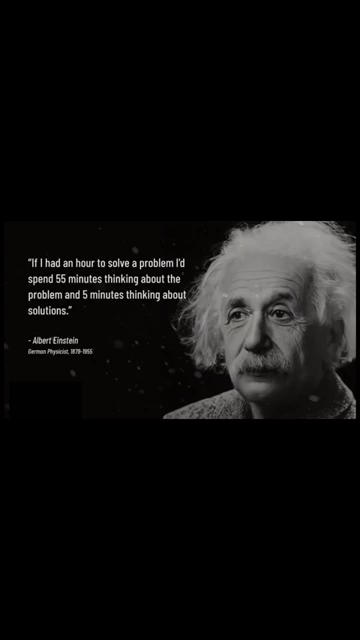 “If I had an hour to solve a problem I'd
spend 55 minutes thinking about the
problem and 5 minutes thinking about
solutions.”
- Albert Einstein
German Physicist, 1879-1955